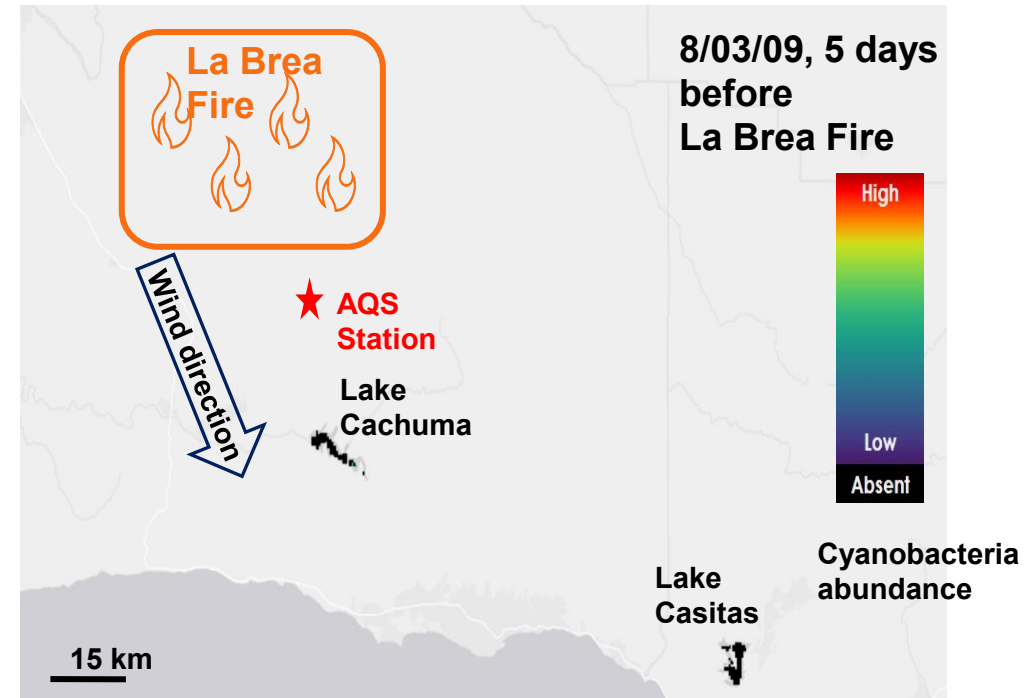 La Brea
Fire
8/03/09, 5 days
before
La Brea Fire
High
Wind direction
AQS
Station
Lake
Cachuma
Low
Absent
Cyanobacteria
abundance
Lake
Casitas
15 km